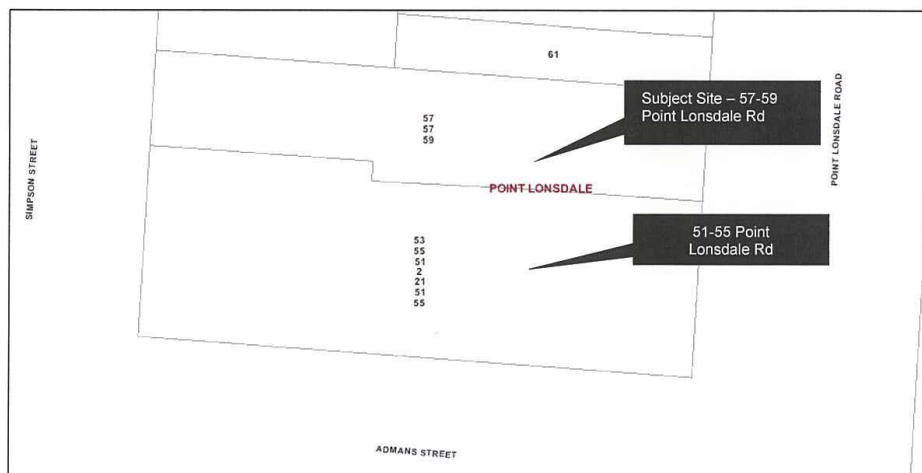 61
Subject Site – 57-59
Point Lonsdale Rd
POINT LONSDALE ROAD
57
57
59
SIMPSON STREET
POINT LONSDALE
53
55
51
2
21
51
55
51-55 Point
Lonsdale Rd
ADMANS STREET